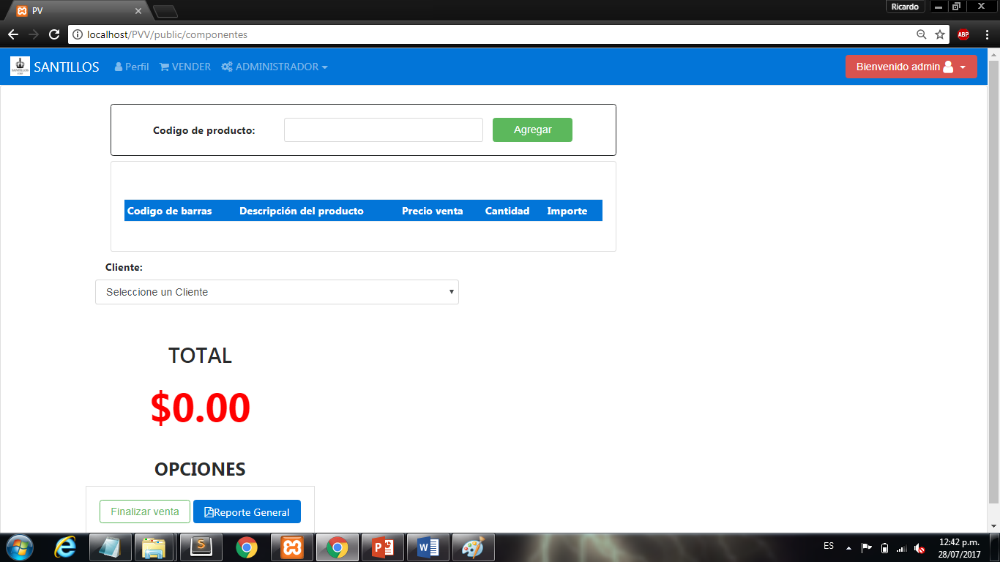 PV
Ricardo
localhost/PVV/public/componentes
ABP
SANTILLOS
Perfil
VENDER
ADMINISTRADOR
Bienvenido admin
Codigo de producto:
Agregar
Codigo de barras Descripción del producto Precio venta Cantidad Importe
Cliente:
Seleccione un Cliente
TOTAL
$0.00
OPCIONES
Finalizar venta
Reporte General
ES
12:42 p.m.
28/07/2017